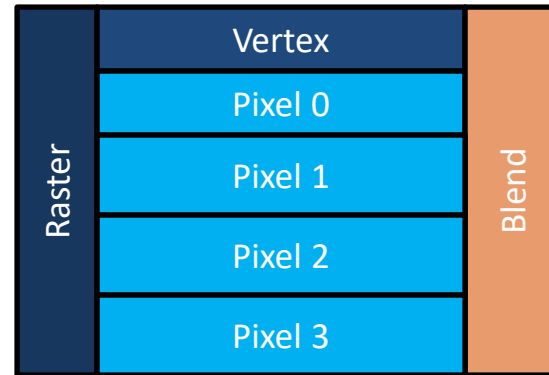 Raster
Vertex
Pixel 0
Pixel 1
Pixel 2
Pixel 3
Blend